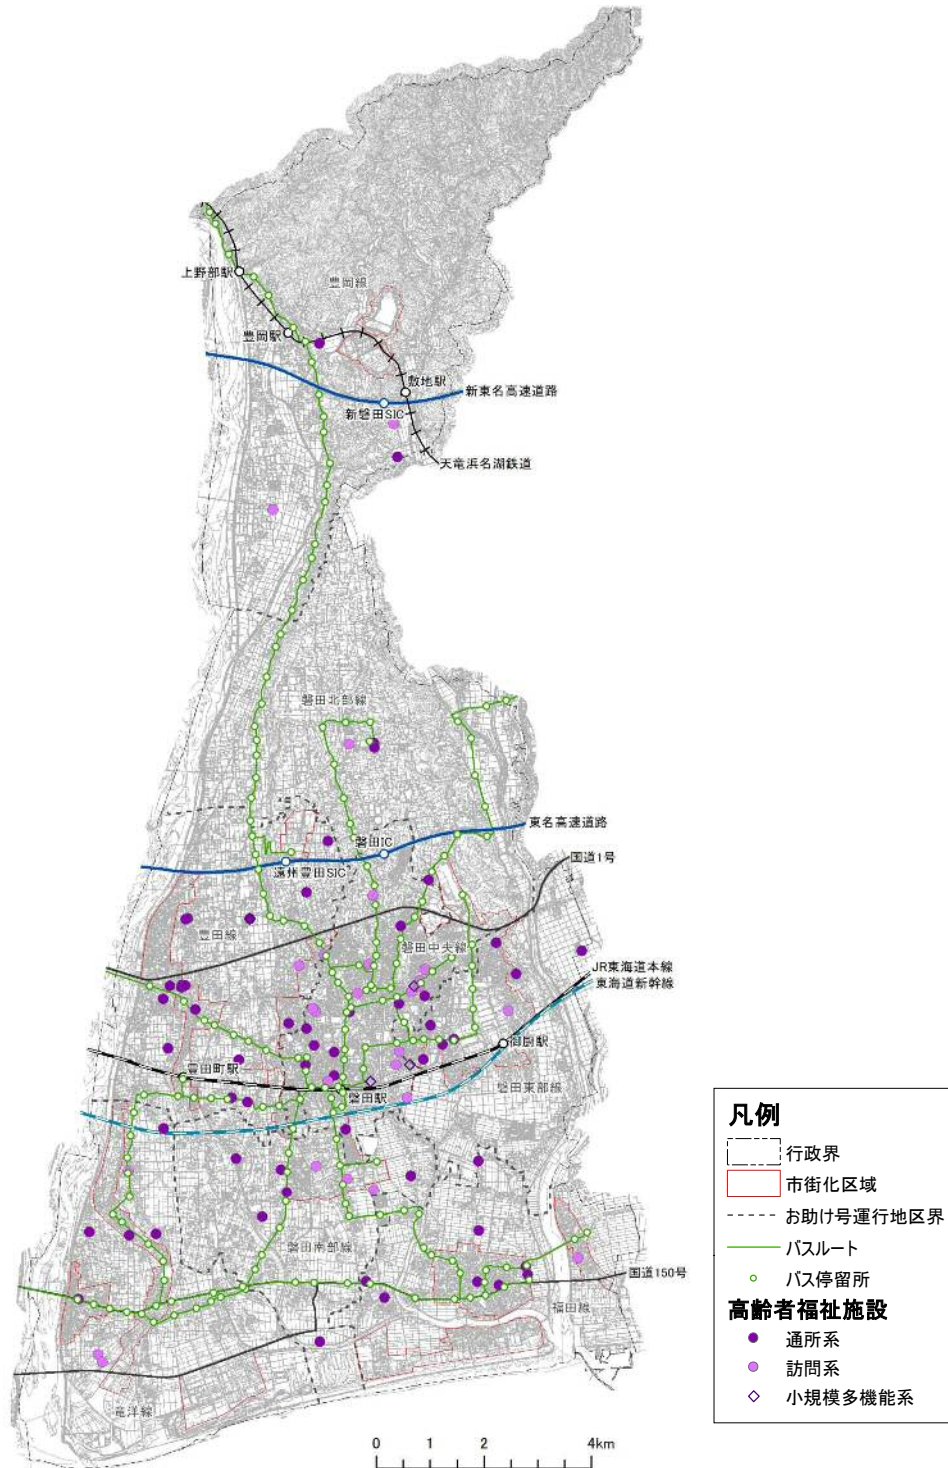 豊岡線
上野部駅
豊岡駅
敷地駅
新東名高速道路
新磐田SIC
天竜浜名湖鉄道
磐田北部線
東名高速道路
磐田IC
国道1号
遠州豊田SIC
豊田線
磐田中央線
JR東海道本線
東海道新幹線
御厨駅
豊田町駅
磐田東部線
磐田駅
磐田南部線
国道150号
福田線
竜洋線
0 1 2 4km
凡例
行政界
市街化区域
お助け号運行地区界
バスルート
バス停留所
高齢者福祉施設
通所系
訪問系
小規模多機能系